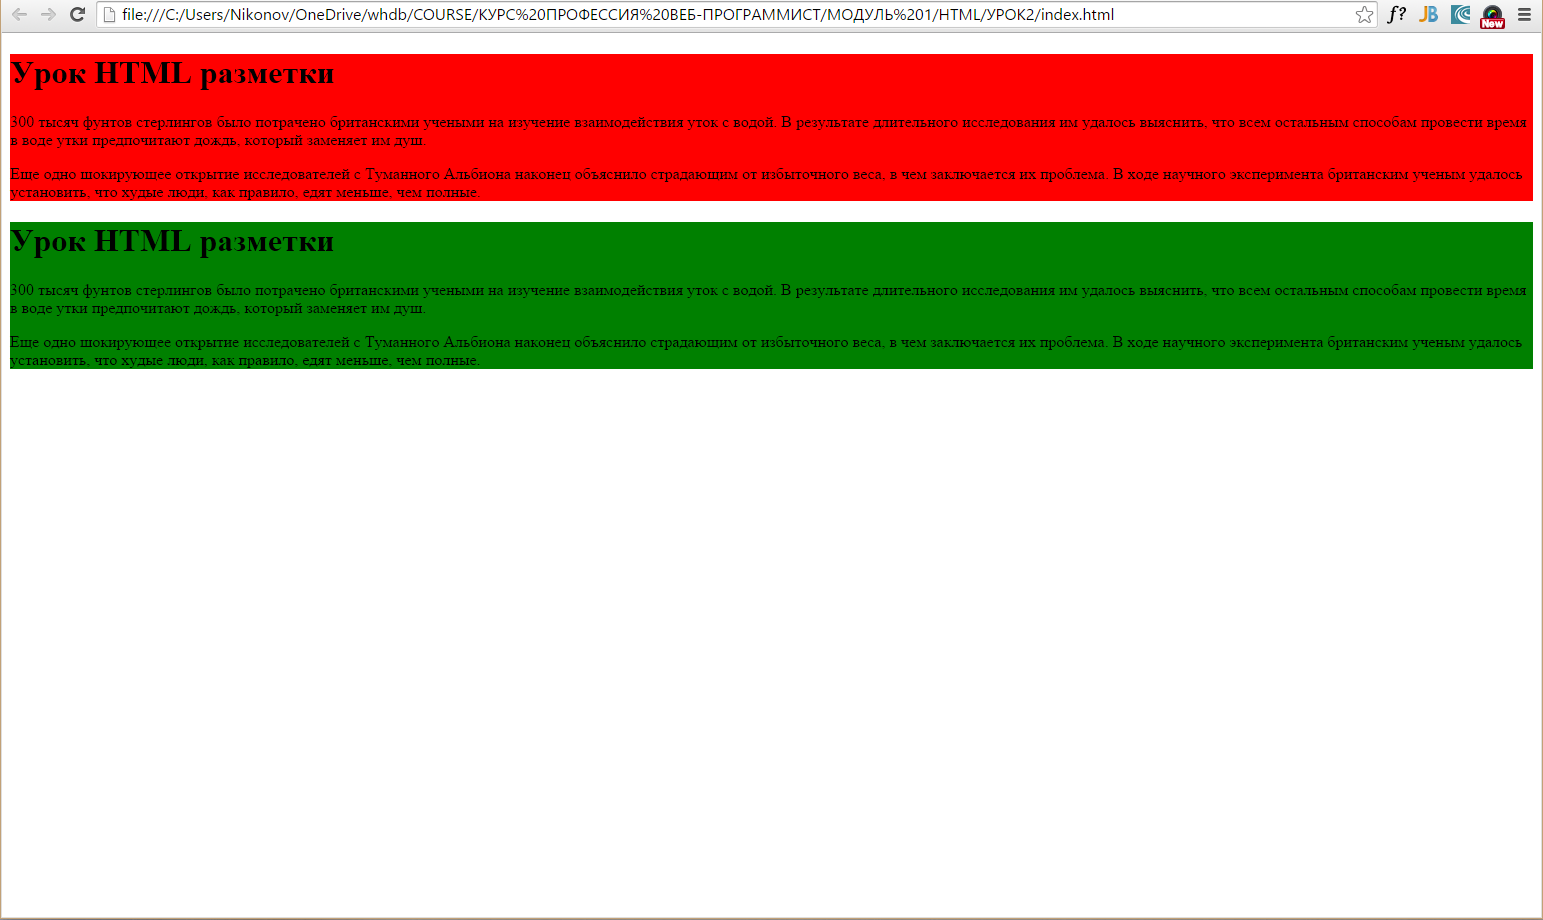 file:///C:/Users/Nikonov/OneDrive/whdb/COURSE/КУРС%20ПРОФЕССИЯ%20ВЕБ-ПРОГРАММИСТ/МОДУЛЬ%201/HTML/УРОК2/index.html
f?
JB
New
Урок HTML разметки
300 тысяч фунтов стерлингов было потрачено британскими учеными на изучение взаимодействия уток с водой. В результате длительного исследования им удалось выяснить, что всем остальным способам провести время
в воде утки предпочитают дождь, который заменяет им душ.
Еще одно шокирующее открытие исследователей с Туманного Альбиона наконец объяснило страдающим от избыточного веса, в чем заключается их проблема. В ходе научного эксперимента британским ученым удалось
установить, что худые люди, как правило, едят меньше, чем полные.
Урок HTML разметки
300 тысяч фунтов стерлингов было потрачено британскими учеными на изучение взаимодействия уток с водой. В результате длительного исследования им удалось выяснить, что всем остальным способам провести время
в воде утки предпочитают дождь, который заменяет им душ.
Еще одно шокирующее открытие исследователей с Туманного Альбиона наконец объяснило страдающим от избыточного веса, в чем заключается их проблема. В ходе научного эксперимента британским ученым удалось
установить, что худые люди, как правило, едят меньше, чем полные.